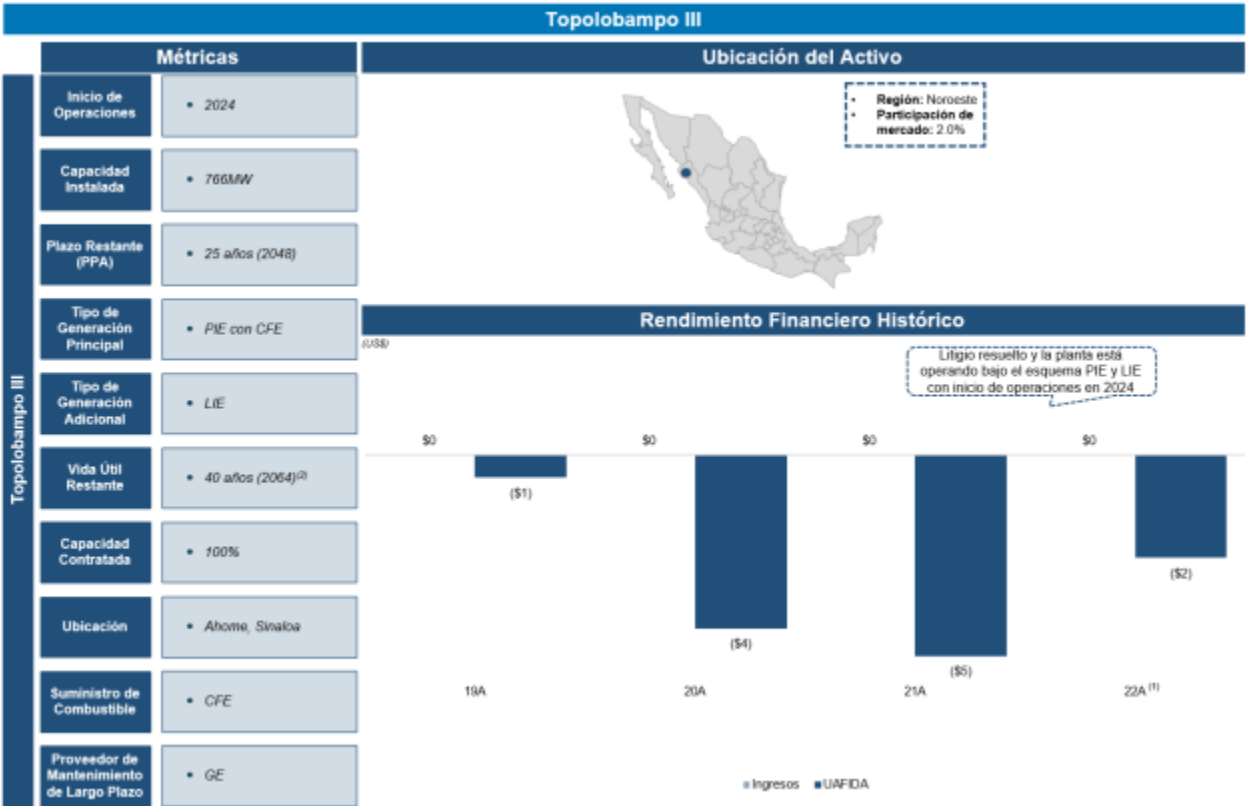 Topolobampo III
Métricas
Ubicación del Activo
Topolobampo III
Inicio de
Operaciones
• 2024
Capacidad
Instalada
• 766MW
Plazo Restante
(PPA)
• 25 años (2048)
Tipo de
Generación
Principal
• PIE con CFE
Tipo de
Generación
Adicional
• LIE
Vida Útil
Restante
• 40 años (2064)(2)
Capacidad
Contratada
• 100%
Ubicación
• Ahome, Sinaloa
Suministro de
Combustible
• CFE
Proveedor de
Mantenimiento
de Largo Plazo
• GE
• Región: Noroeste
• Participación de
mercado: 2.0%
Rendimiento Financiero Histórico
(US$)
Litigio resuelto y la planta está
operando bajo el esquema PIE y LIE
con inicio de operaciones en 2024
$0 $0 $0 $0
($1)
($4)
($5)
($2)
19A 20A 21A 22A (1)
Ingresos UAFIDA